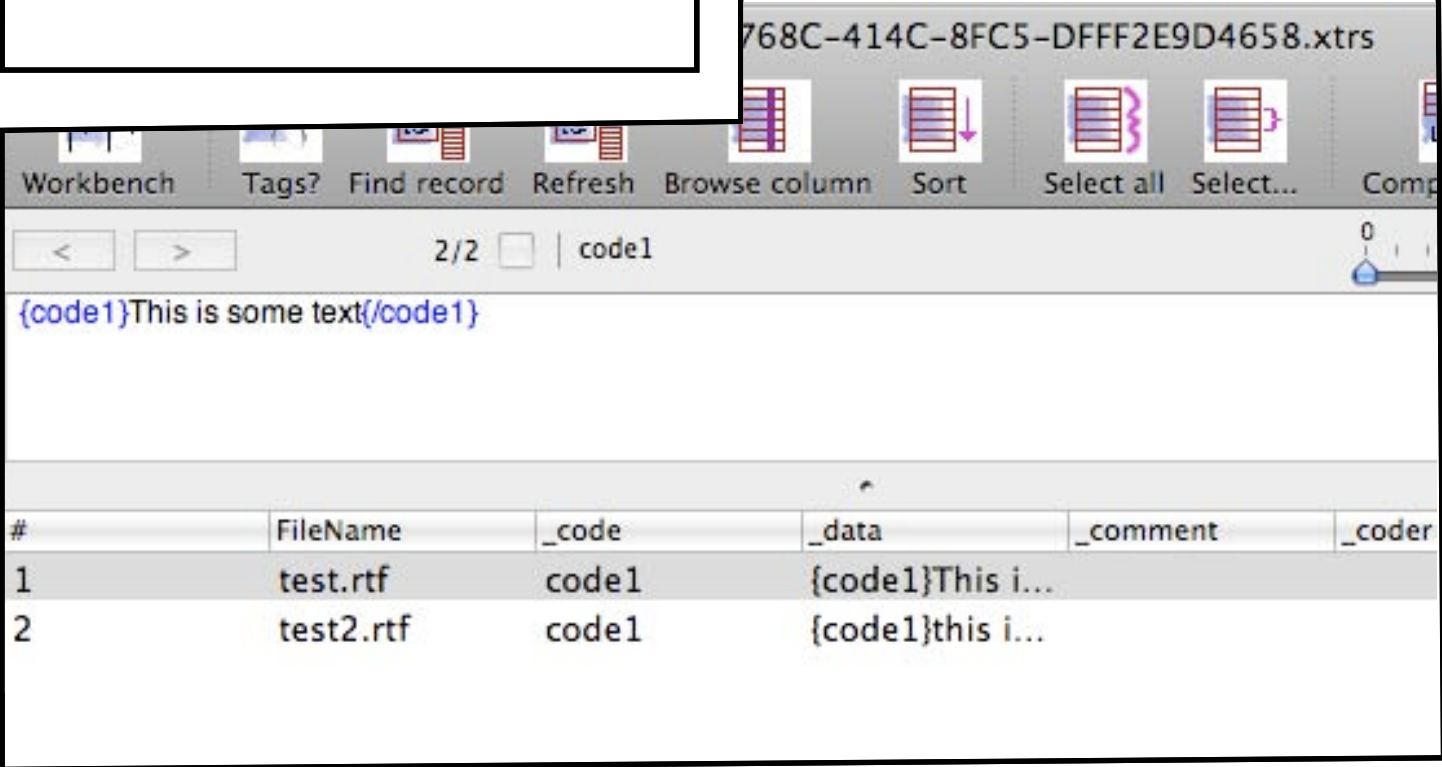 768C-414C-8FC5-DFFF2E9D4658.xtrs
Workbench Tags? Find record Refresh Browse column Sort Select all Select...
< > 2/2 code1 0
{code1}This is some text{/code1}
# FileName _code _data _comment _coder
1 test.rtf code1 {code1}This i...
2 test2.rtf code1 {code1}this i...